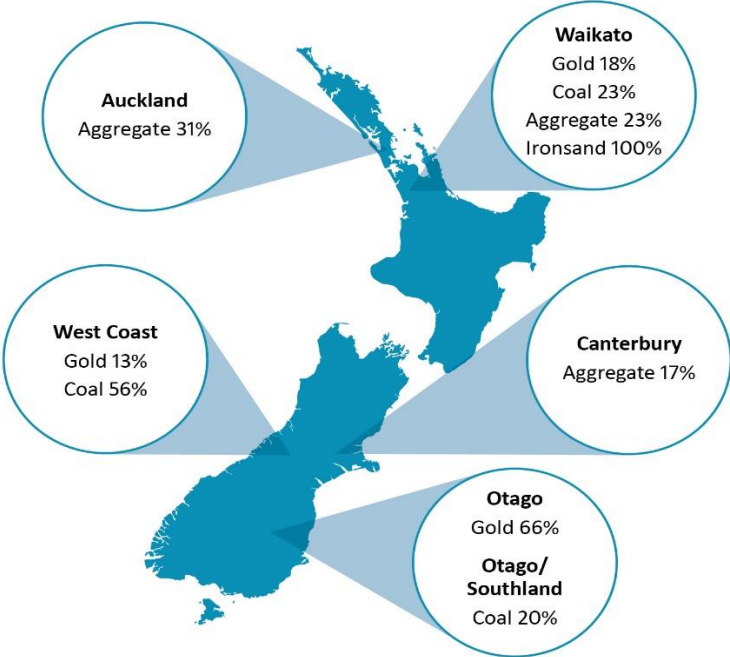 Auckland
Aggregate 31%
Waikato
Gold 18%
Coal 23%
Aggregate 23%
Ironsand 100%
West Coast
Gold 13%
Coal 56%
Canterbury
Aggregate 17%
Otago
Gold 66%
Otago/
Southland
Coal 20%